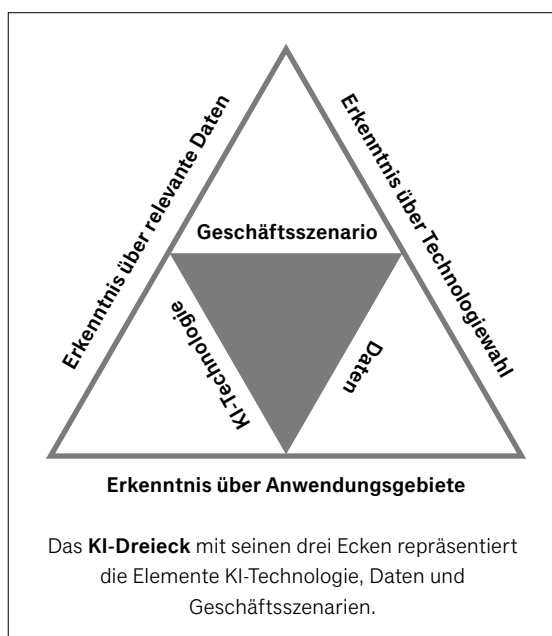 Erkenntnis über relevante Daten
Erkenntnis über Technologiewahl
Geschäftsszenario
KI-Technologie
Daten
Erkenntnis über Anwendungsgebiete
Das KI-Dreieck mit seinen drei Ecken repräsentiert
die Elemente KI-Technologie, Daten und
Geschäftsszenarien.